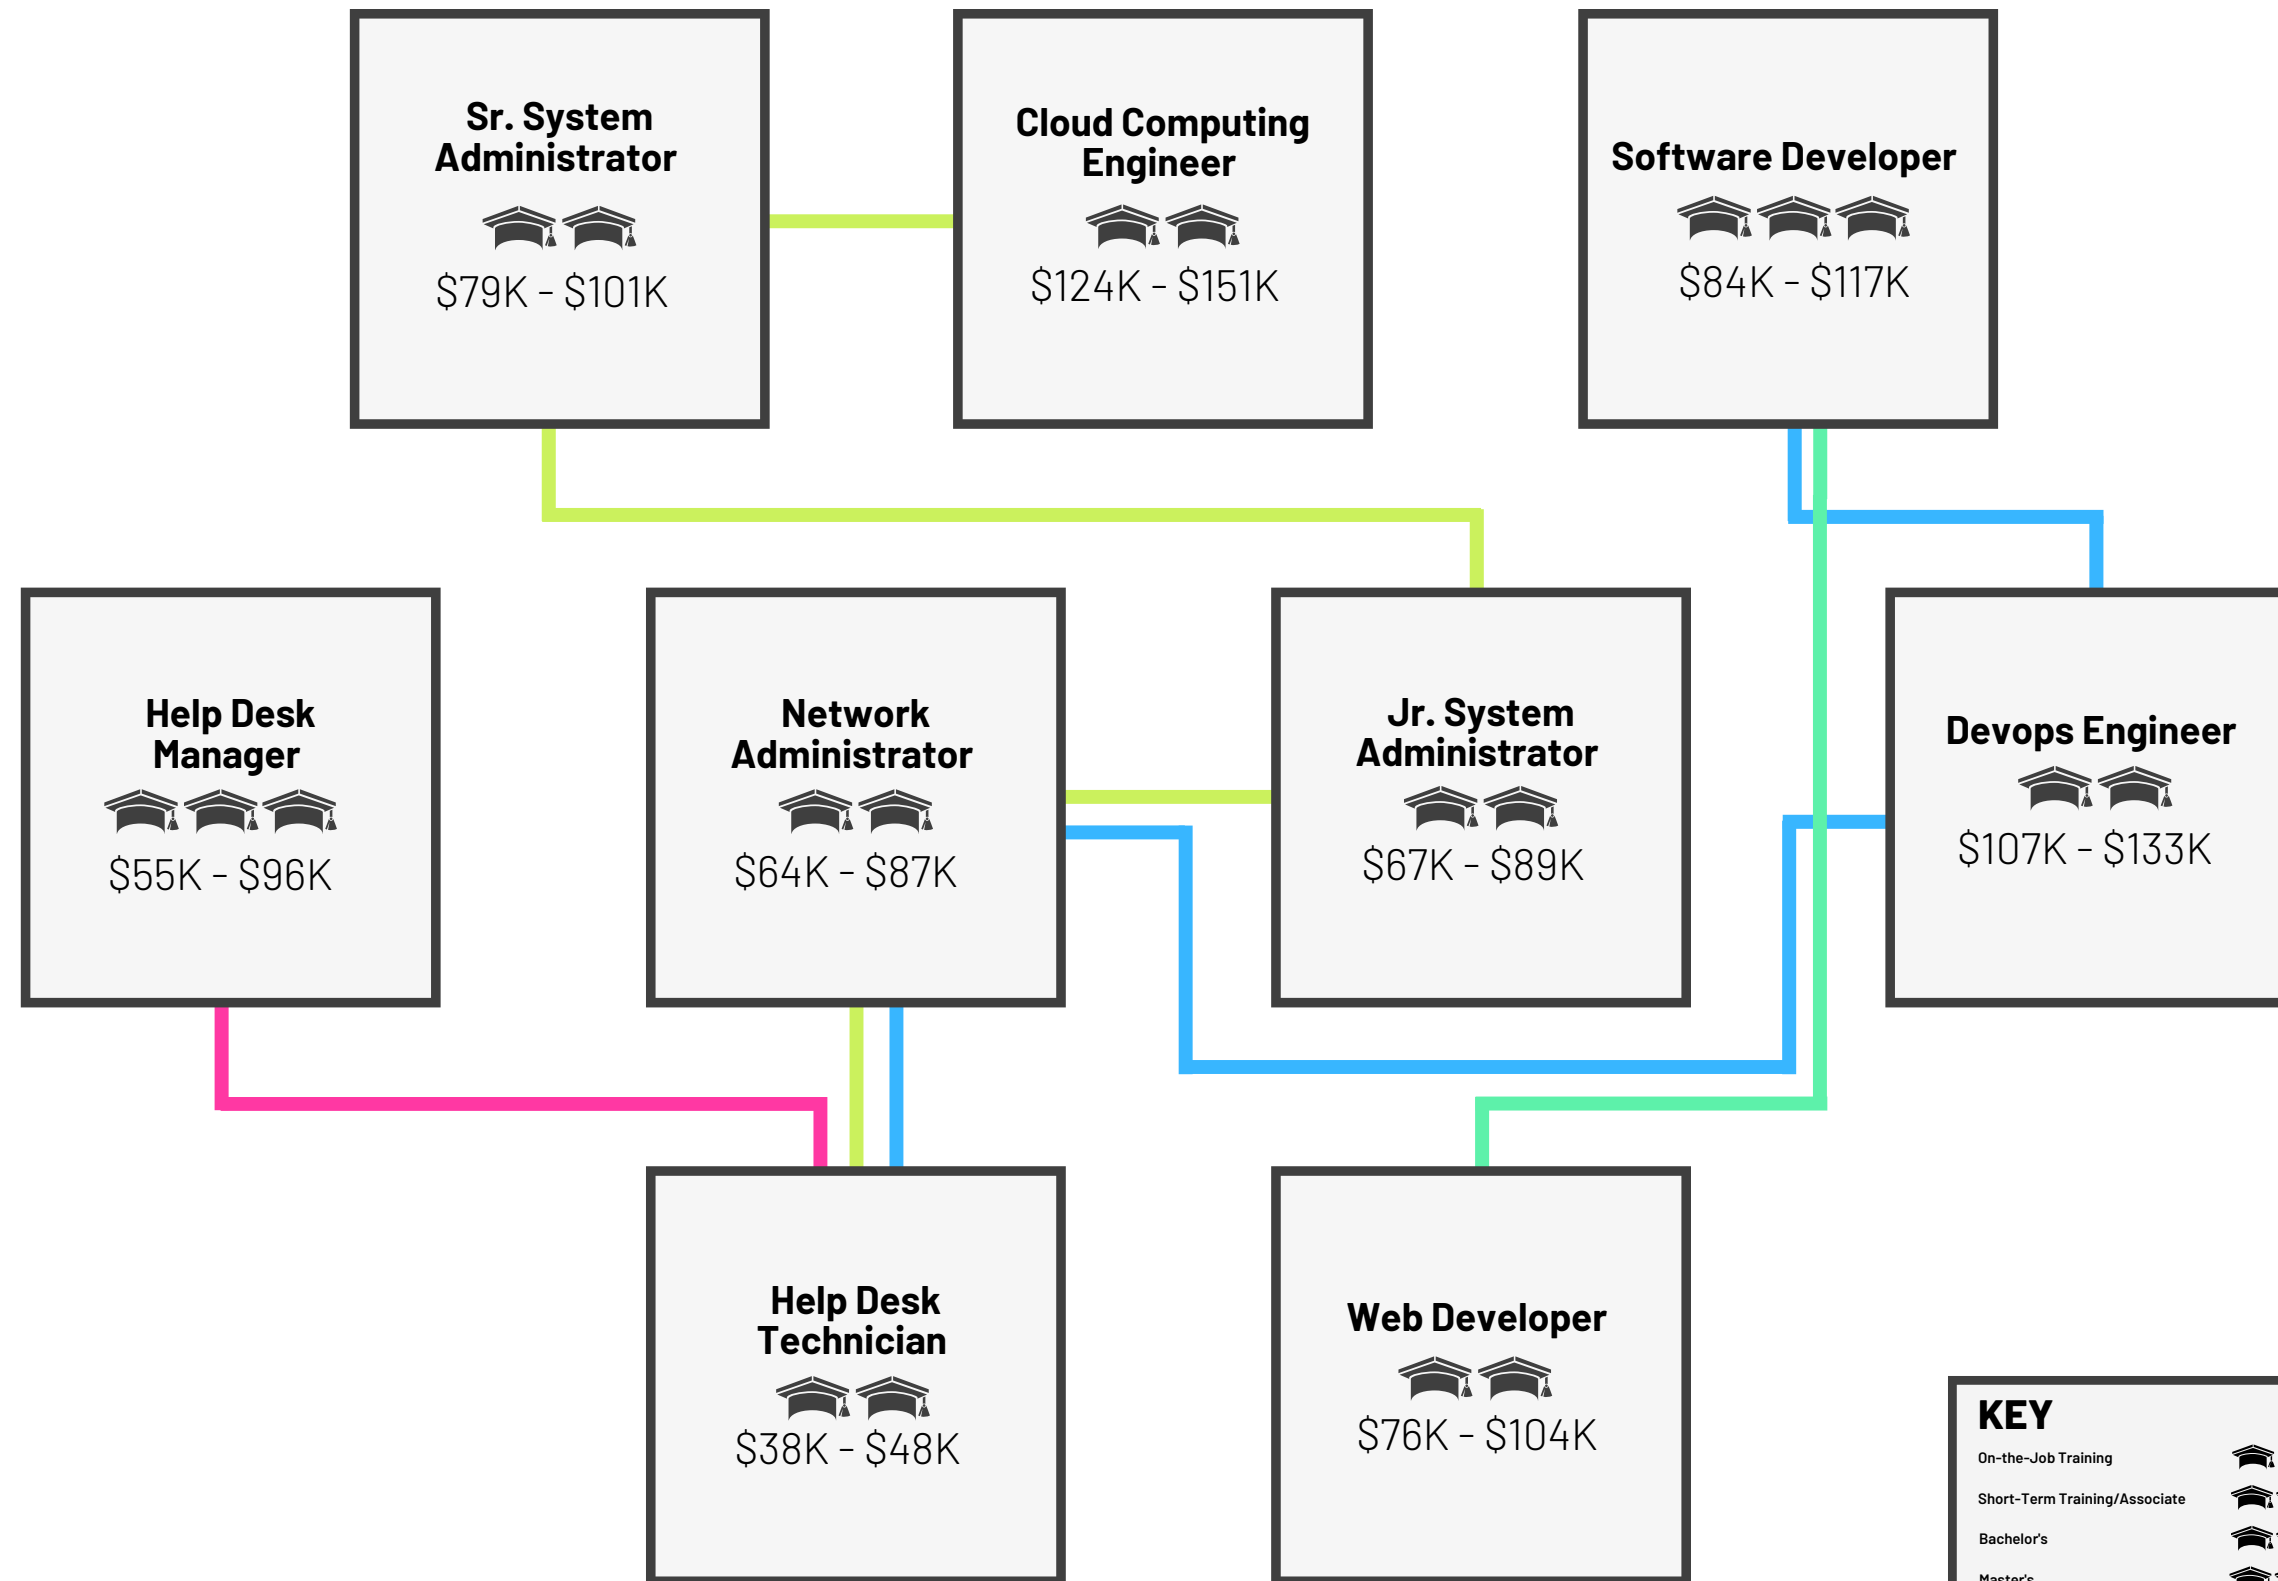 Sr. System
Administrator
$79K - $101K
Cloud Computing
Engineer
$124K - $151K
Software Developer
$84K - $117K
Help Desk
Manager
$55K - $96K
Network
Administrator
$64K - $87K
Jr. System
Administrator
$67K - $89K
Devops Engineer
$107K - $133K
Help Desk
Technician
$38K - $48K
Web Developer
$76K - $104K
KEY
On-the-Job Training
Short-Term Training/Associate
Bachelor's
Master's